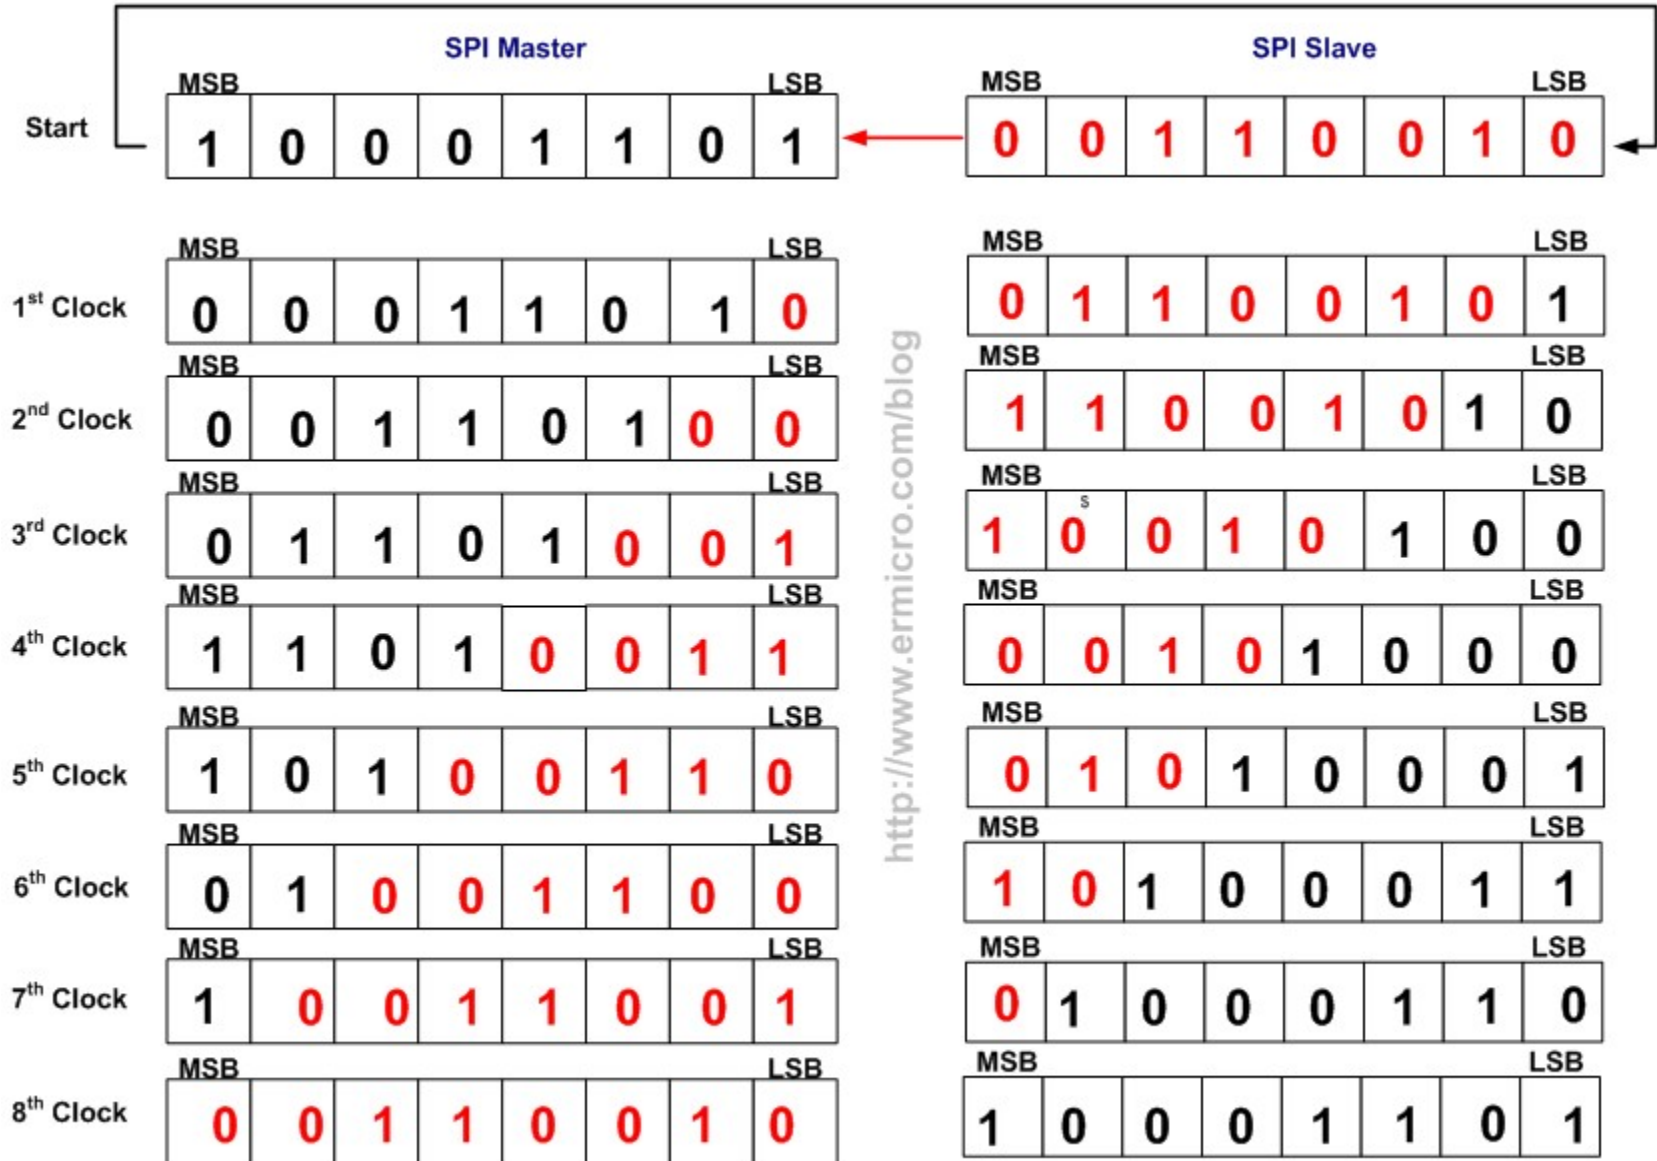 SPI Master SPI Slave
MSB LSB MSB LSB
Start 1 0 0 0 1 1 0 1 0 0 1 1 0 0 1 0
MSB LSB MSB LSB
1st Clock 0 0 0 1 1 0 1 0 0 1 1 0 0 1 0 1
MSB LSB MSB LSB
2nd Clock 0 0 1 1 0 1 0 0 1 1 0 0 1 0 1 0
MSB LSB MSB LSB
s
3rd Clock 0 1 1 0 1 0 0 1 1 0 0 1 0 1 0 0
MSB LSB MSB LSB
4th Clock 1 1 0 1 0 0 1 1 0 0 1 0 1 0 0 0
MSB LSB MSB LSB
5th Clock 1 0 1 0 0 1 1 0 0 1 0 1 0 0 0 1
MSB LSB MSB LSB
6th Clock 0 1 0 0 1 1 0 0 1 0 1 0 0 0 1 1
MSB LSB MSB LSB
7th Clock 1 0 0 1 1 0 0 1 0 1 0 0 0 1 1 0
MSB LSB MSB LSB
8th Clock 0 0 1 1 0 0 1 0 1 0 0 0 1 1 0 1
http://www.ermicro.com/blog